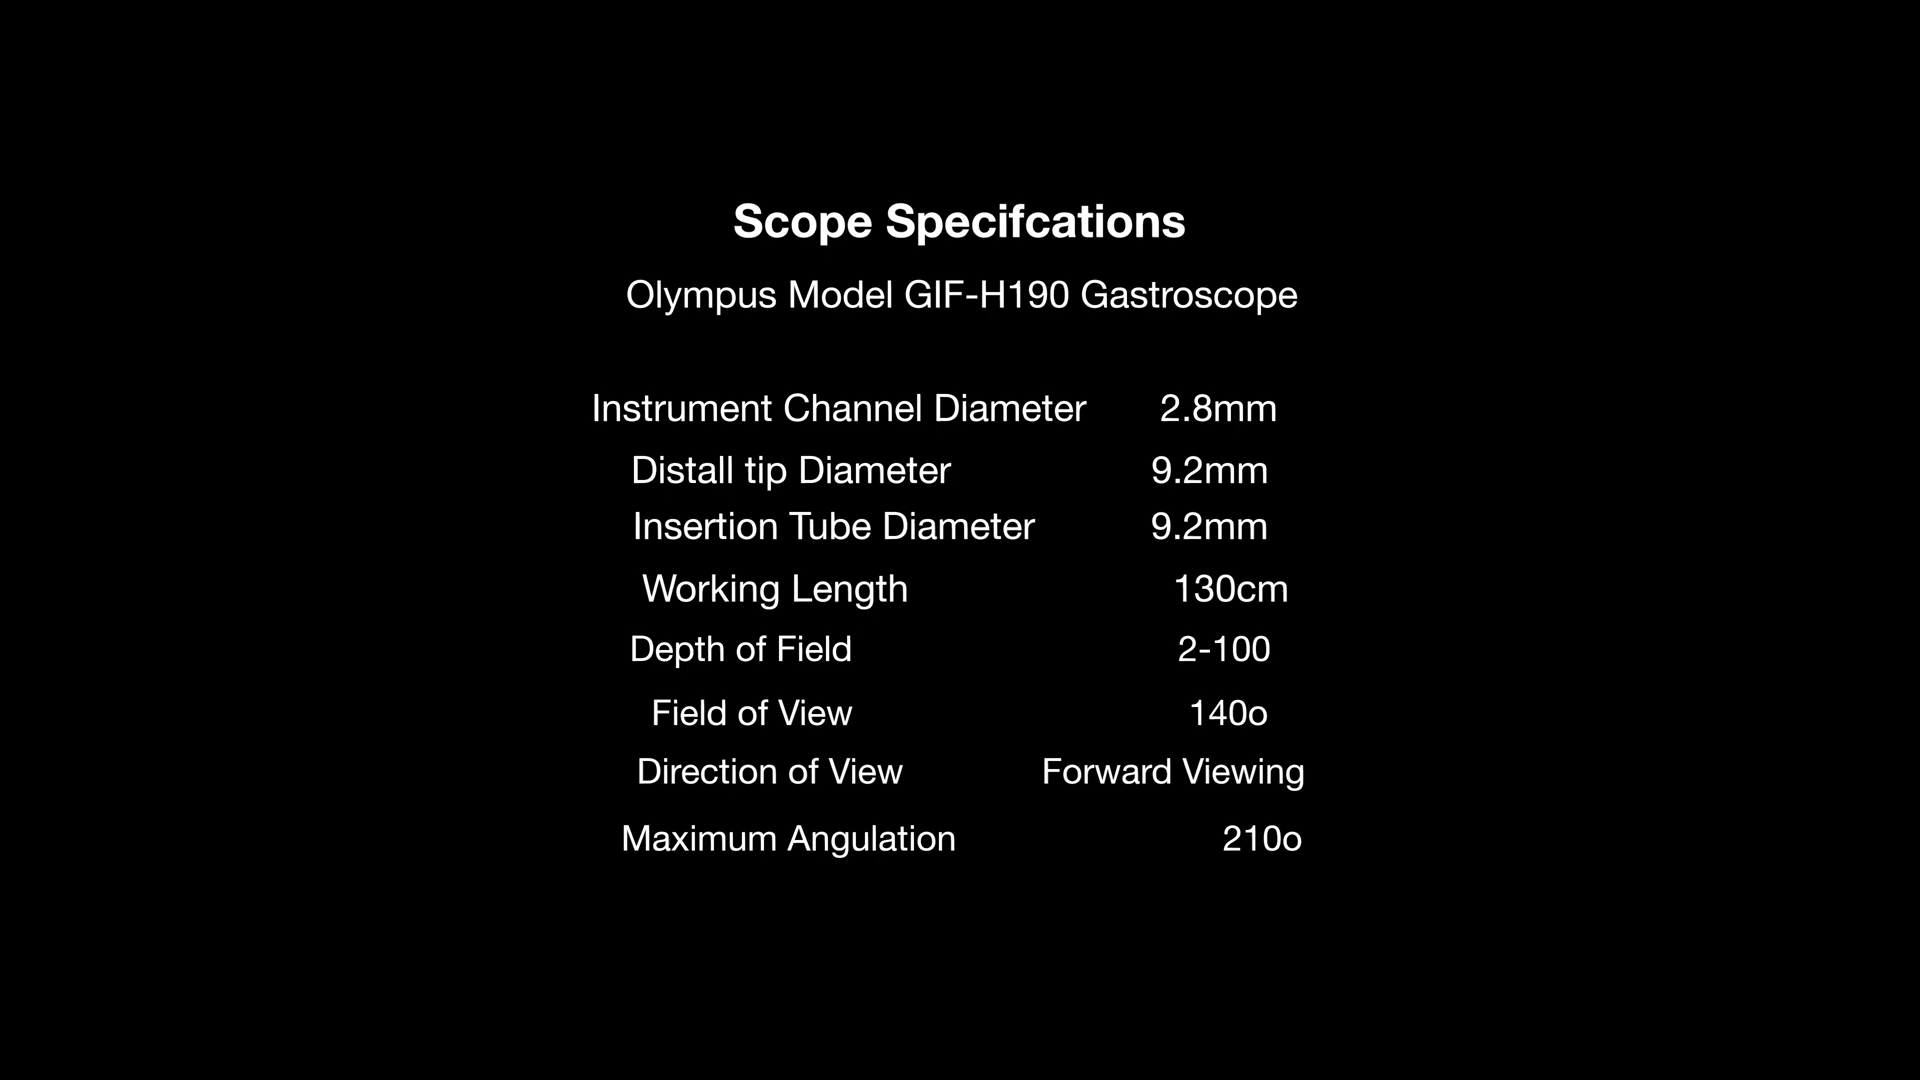 Scope Specifcations
Olympus Model GIF-H190 Gastroscope
Instrument Channel Diameter 2.8mm
Distall tip Diameter 9.2mm
Insertion Tube Diameter 9.2mm
Working Length 130cm
Depth of Field 2-100
Field of View 140o
Direction of View Forward Viewing
Maximum Angulation 210o